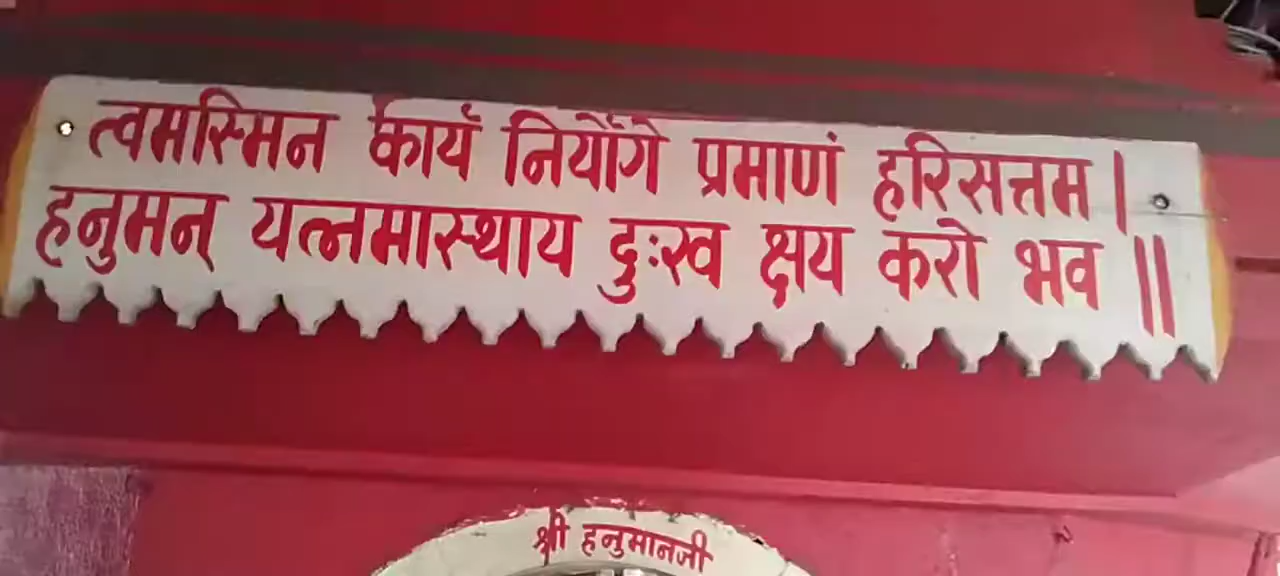 त्वमस्मिन कार्य नियोंगे प्रमाणं हरिसत्तम |
हनुमन् यत्नमास्थाय दुःख क्षय करो भव ||
श्री हनुमानजी